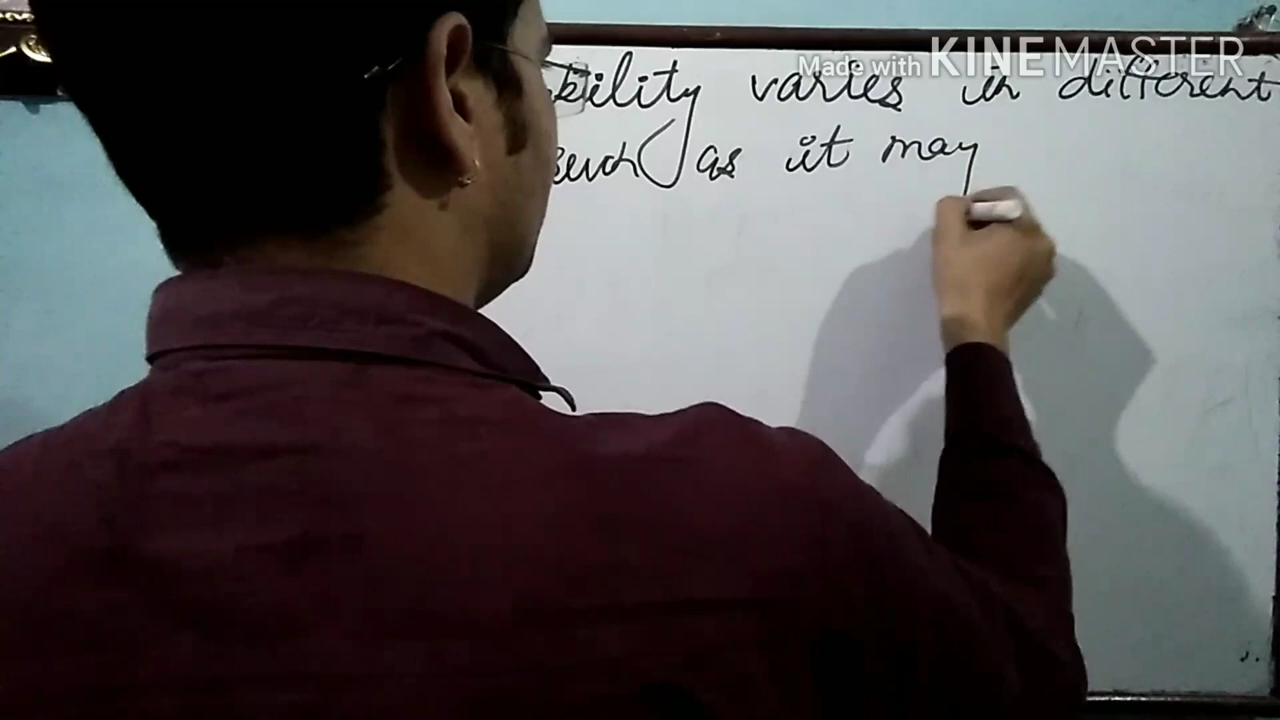 Made with KINEMASTER
bility varies in different
such as it may